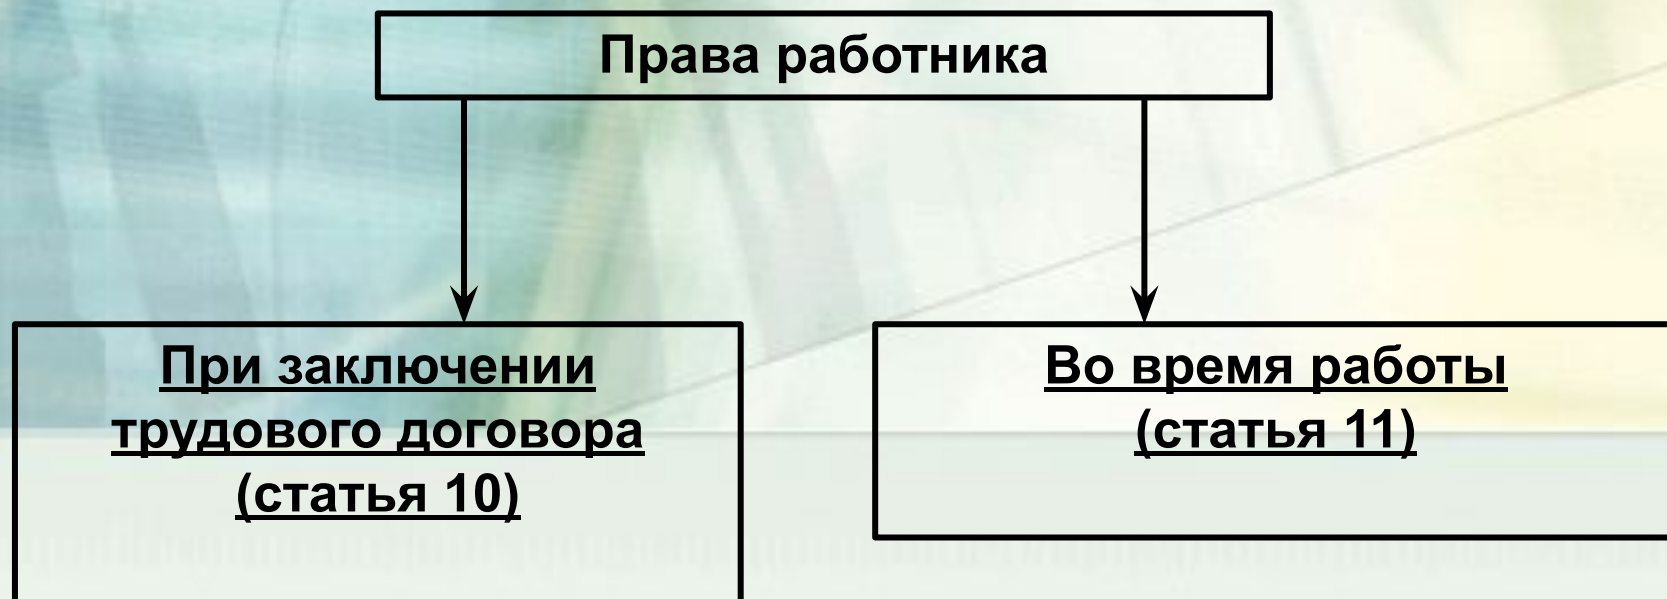 Права работника
При заключении
трудового договора
(статья 10)
Во время работы
(статья 11)